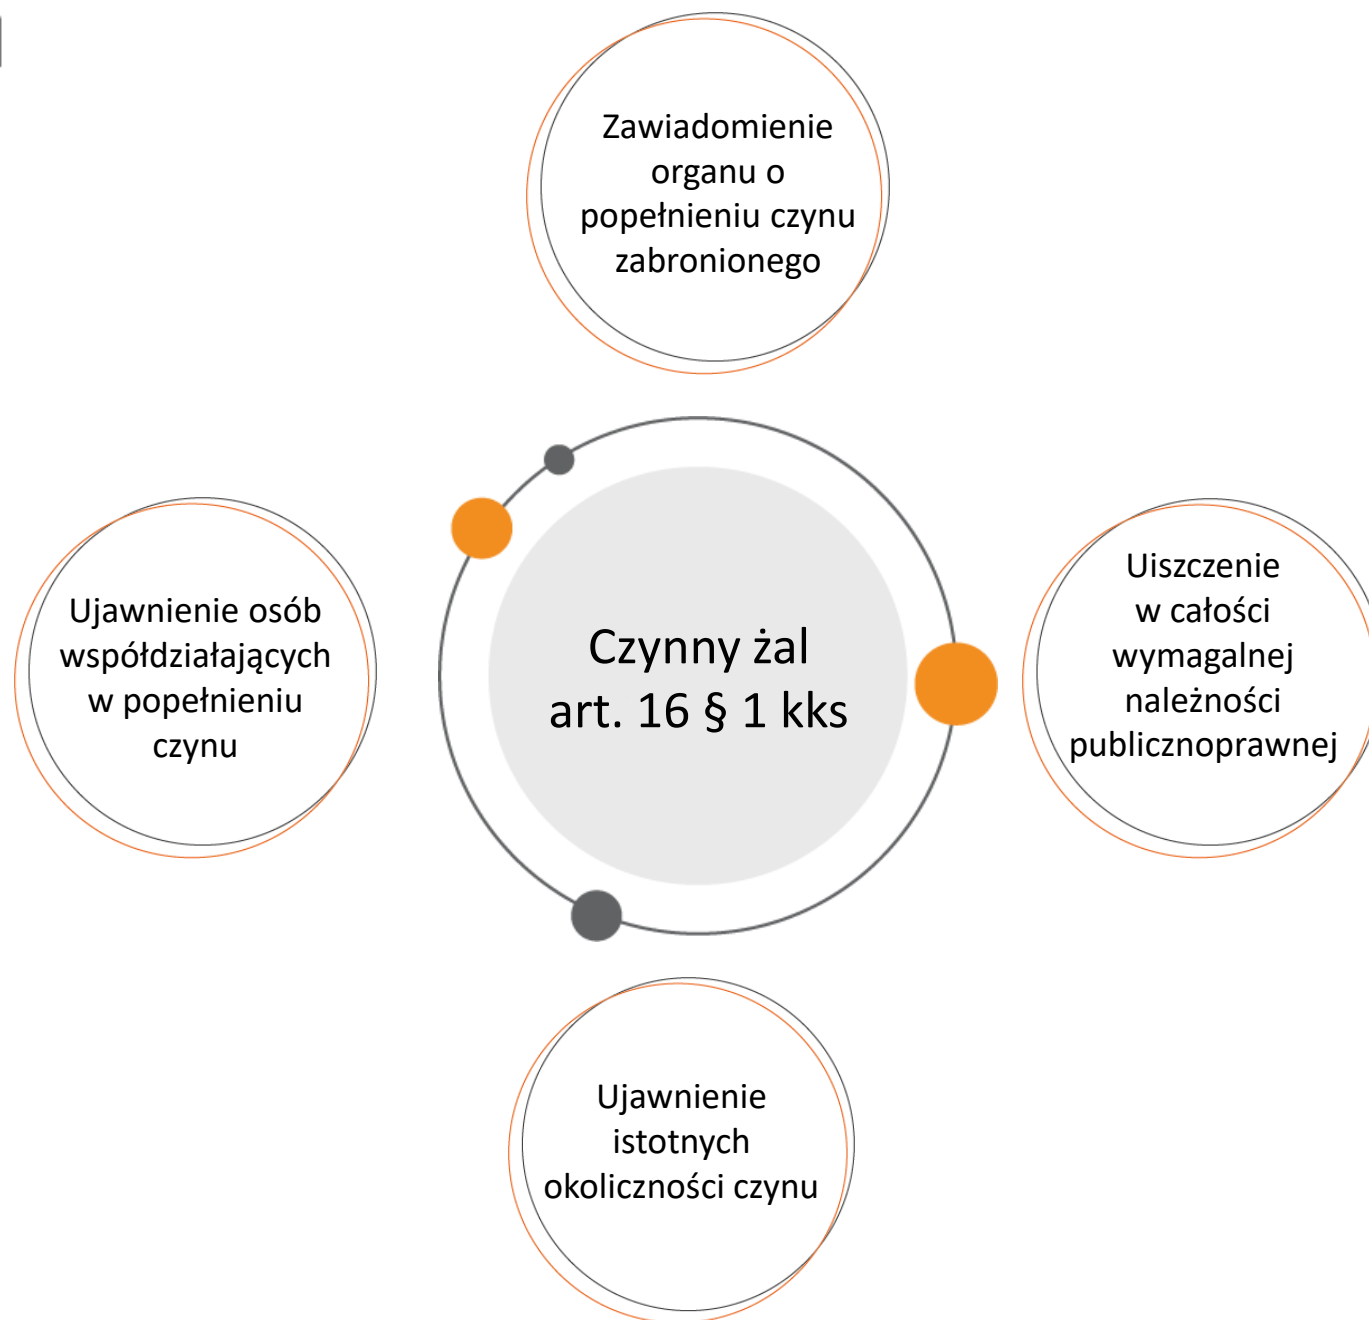 Zawiadomienie
organu o
popełnieniu czynu
zabronionego
Ujawnienie osób
współdziałających
w popełnieniu
czynu
Czynny żal
art. 16 § 1 kks
Uiszczenie
w całości
wymagalnej
należności
publicznoprawnej
Ujawnienie
istotnych
okoliczności czynu